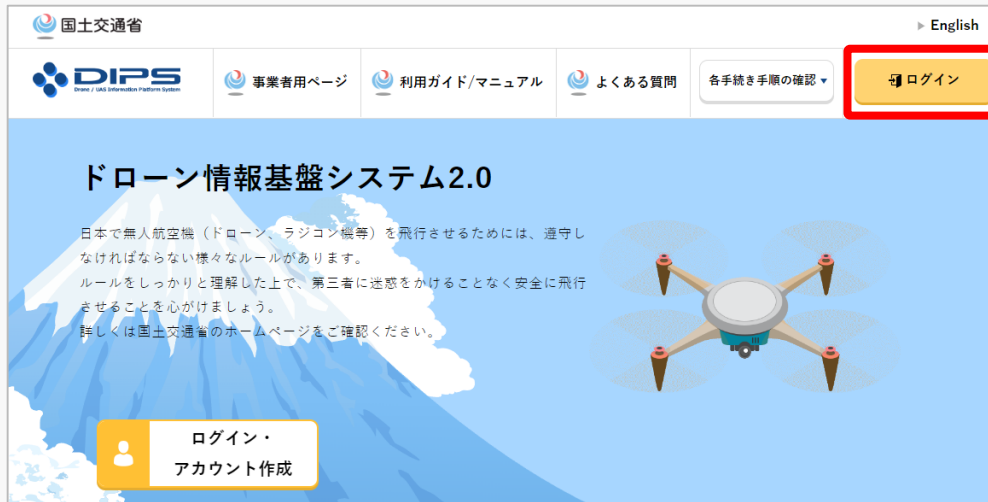 国土交通省
▶ English
DIPS
Drone / UAS Information Platform System
事業者用ページ
利用ガイド/マニュアル
よくある質問
各手続き手順の確認 ▾
ログイン
ドローン情報基盤システム2.0
日本で無人航空機（ドローン、ラジコン機等）を飛行させるためには、遵守し
なければならない様々なルールがあります。
ルールをしっかりと理解した上で、第三者に迷惑をかけることなく安全に飛行
させることを心がけましょう。
詳しくは国土交通省のホームページをご確認ください。
ログイン・
アカウント作成